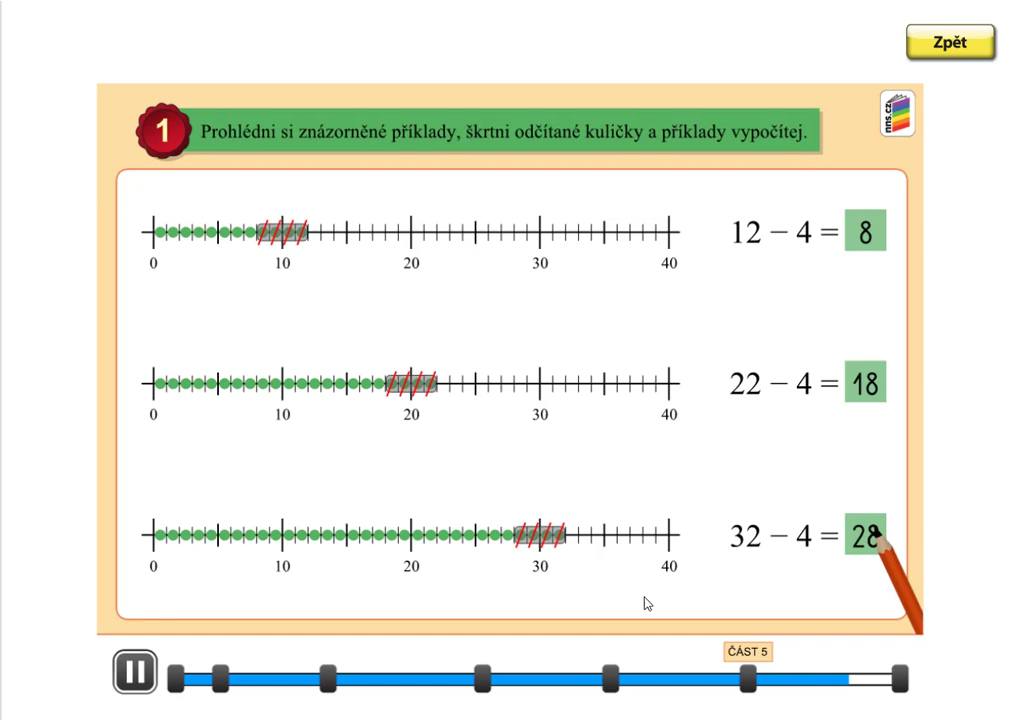 Zpět
1 Prohlédni si znázorněné příklady, škrtni odčítané kuličky a příklady vypočítej.
nns.cz
12 − 4 = 8
0 10 20 30 40
22 − 4 = 18
0 10 20 30 40
32 − 4 = 28
0 10 20 30 40
ČÁST 5